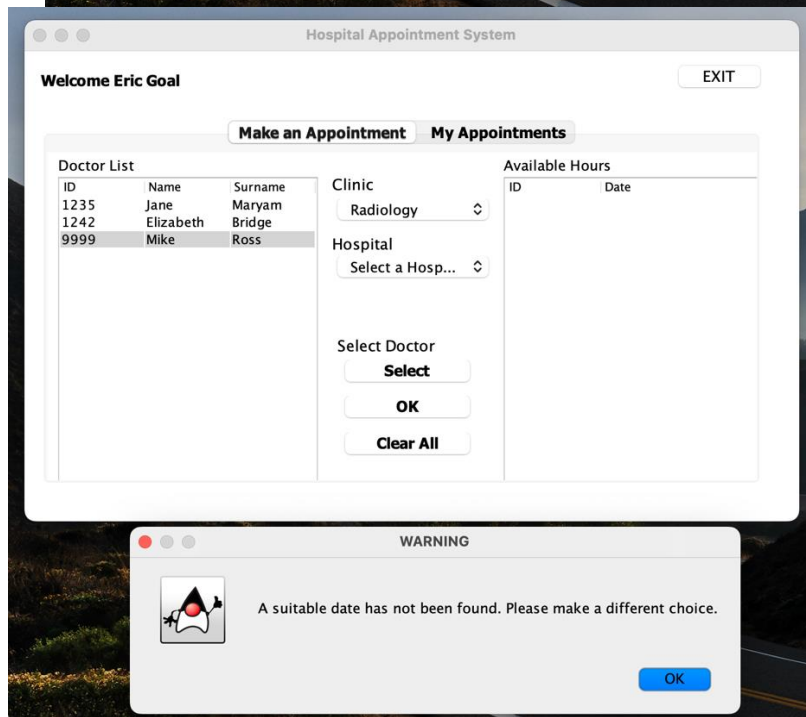 Hospital Appointment System
Welcome Eric Goal
EXIT
Make an Appointment My Appointments
Doctor List
ID Name Surname
1235 Jane Maryam
1242 Elizabeth Bridge
9999 Mike Ross
Clinic
Radiology
Hospital
Select a Hosp...
Select Doctor
Select
OK
Clear All
Available Hours
ID Date
WARNING
A suitable date has not been found. Please make a different choice.
OK